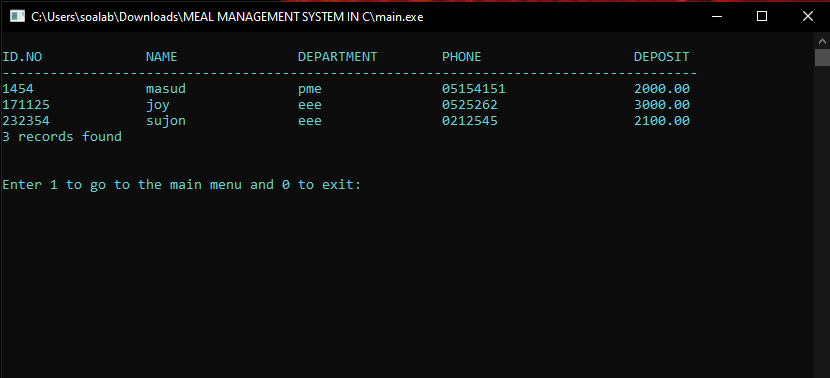 C:\Users\soalab\Downloads\MEAL MANAGEMENT SYSTEM IN C\main.exe
ID.NO NAME DEPARTMENT PHONE DEPOSIT
---------------------------------------------------------------------------------------
1454 masud pme 05154151 2000.00
171125 joy eee 0525262 3000.00
232354 sujon eee 0212545 2100.00
3 records found
Enter 1 to go to the main menu and 0 to exit: